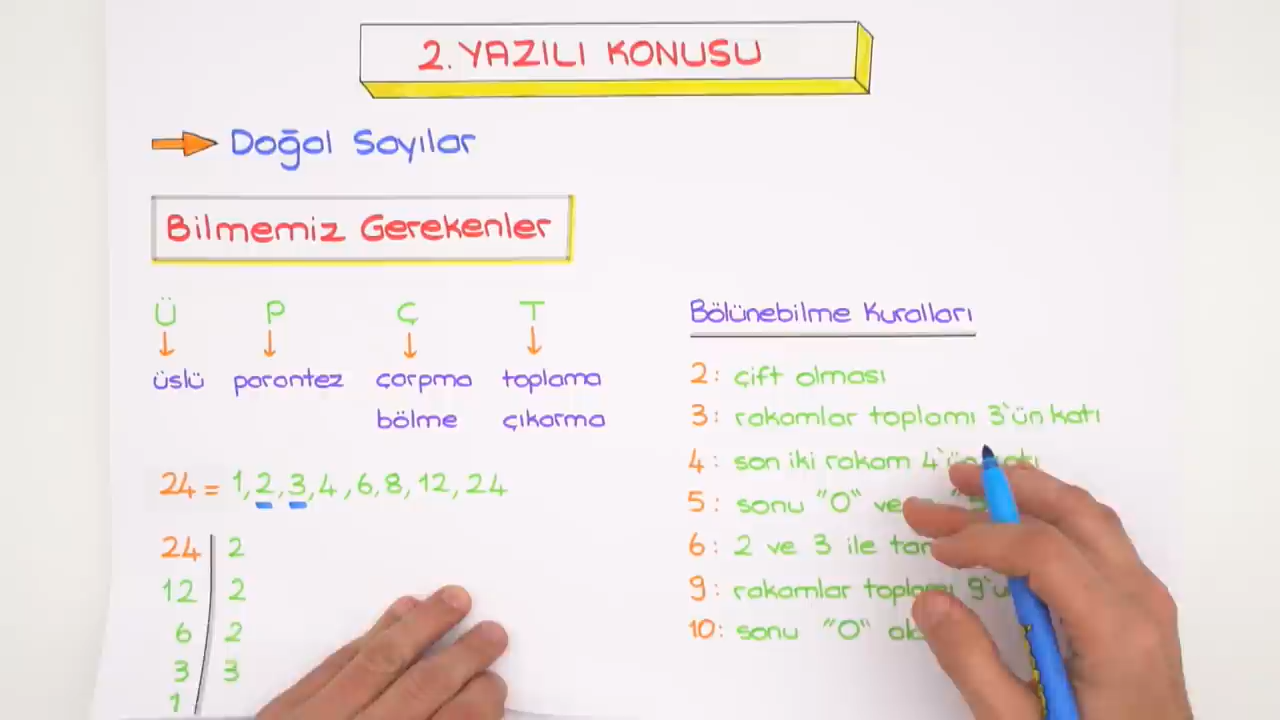 2. YAZILI KONUSU
Doğal Sayılar
Bilmemiz Gerekenler
Ü P Ç T
üslü parantez çarpma toplama
bölme çıkarma
24 = 1, 2, 3, 4, 6, 8, 12, 24
24 2
12 2
6 2
3 3
1
Bölünebilme Kuralları
2: çift olması
3: rakamlar toplamı 3'ün katı
4: son iki rakam 4'ün katı
5: sonu "0"
6: 2 ve 3 ile
9: rakamlar toplamı
10: sonu "0"